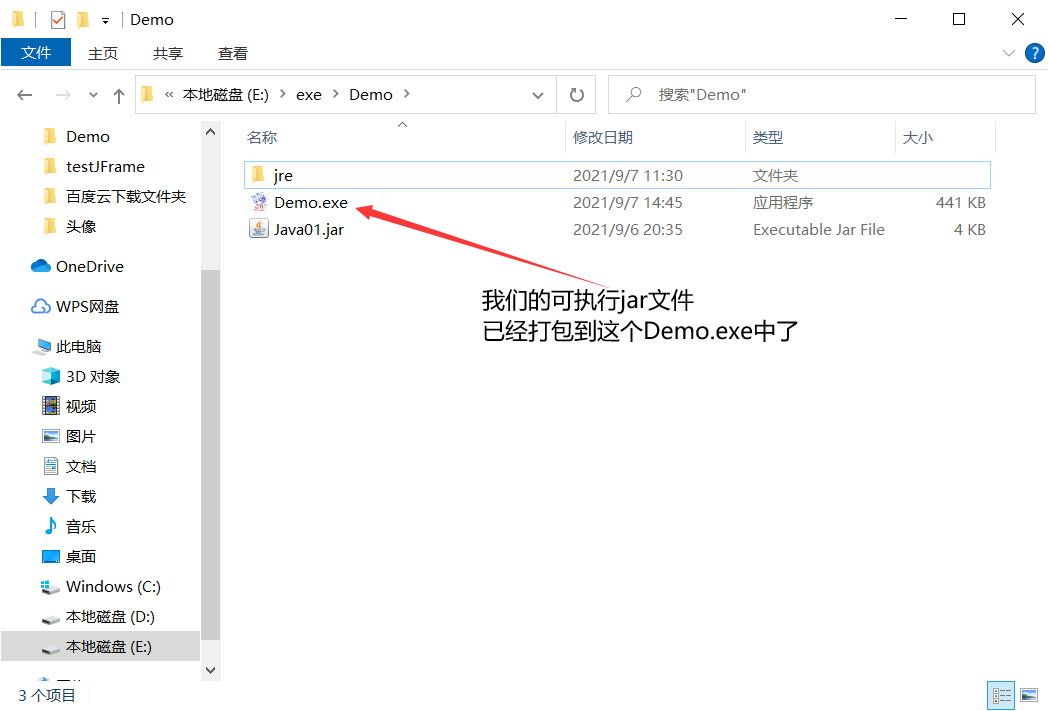 Demo
文件 主页 共享 查看
« 本地磁盘 (E:) > exe > Demo >
搜索"Demo"
名称 修改日期 类型 大小
jre 2021/9/7 11:30 文件夹
Demo.exe 2021/9/7 14:45 应用程序 441 KB
Java01.jar 2021/9/6 20:35 Executable Jar File 4 KB
我们的可执行jar文件
已经打包到这个Demo.exe中了
Demo
testJFrame
百度云下载文件夹
头像
OneDrive
WPS网盘
此电脑
3D 对象
视频
图片
文档
下载
音乐
桌面
Windows (C:)
本地磁盘 (D:)
本地磁盘 (E:)
3 个项目